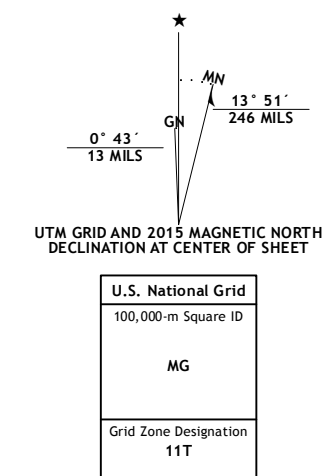 ★
MN
GN
13° 51´
246 MILS
0° 43´
13 MILS
UTM GRID AND 2015 MAGNETIC NORTH
DECLINATION AT CENTER OF SHEET
U.S. National Grid
100,000-m Square ID
MG
Grid Zone Designation
11T